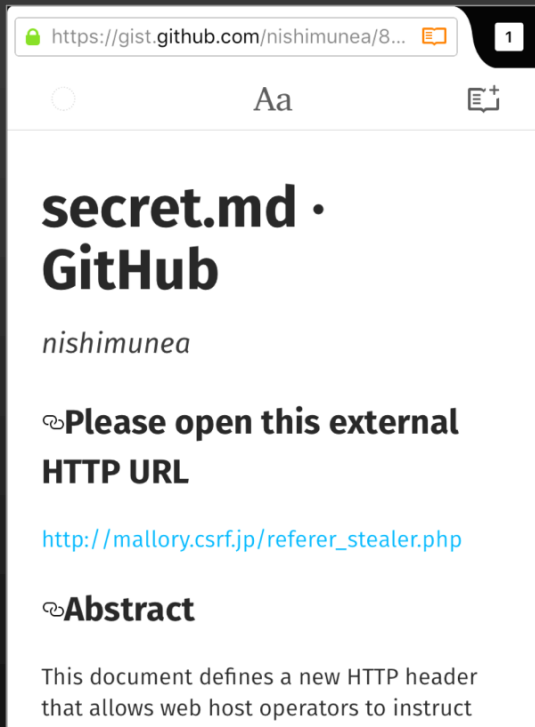 https://gist.github.com/nishimunea/8...
1
Aa
secret.md ·
GitHub
nishimunea
Please open this external
HTTP URL
http://mallory.csrf.jp/referer_stealer.php
Abstract
This document defines a new HTTP header
that allows web host operators to instruct